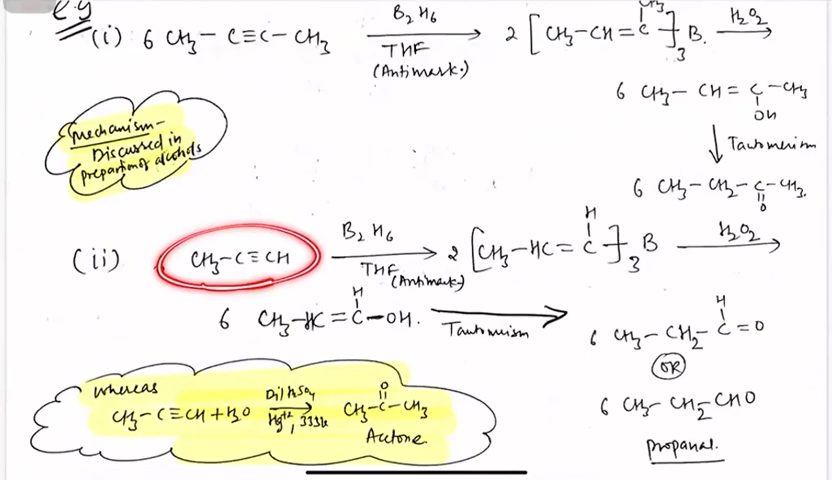 e.g
(i) 6 CH₃ – C≡C – CH₃ B₂H₆ THF (Antimark.) 2 [CH₃–CH=C(CH₃)]₃ B. H₂O₂
6 CH₃ – CH = C – CH₃
OH
Tautomerism
6 CH₃ – CH₂ – C – CH₃.
O
Mechanism –
Discussed in
prepartion of alcohols
(ii) CH₃ – C ≡ CH B₂H₆ THF (Antimark.) 2 [CH₃ – HC = C(H)]₃ B H₂O₂
6 CH₃ – HC = C(H) – OH. Tautomerism
6 CH₃ – CH₂ – C(H) = O
OR
6 CH₃ – CH₂ – CHO
propanal.
Whereas
CH₃ – C≡CH + H₂O Dil H₂SO₄ Hg⁺², 333k CH₃ – C(O) – CH₃
Acetone.